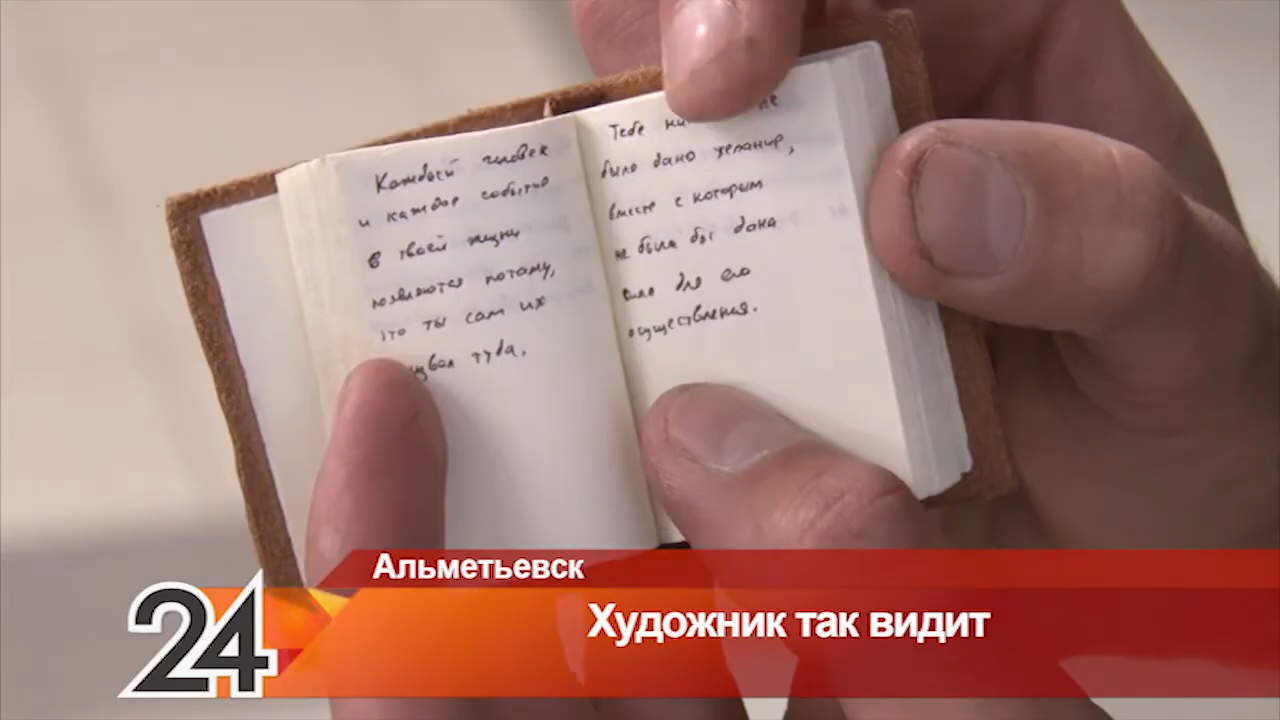 Каждый человек
и каждое событие
в твоей жизни
появляются потому,
что ты сам их
туда.
Тебе не
было дано желание,
вместе с которым
не была бы дана
сила для его
осуществления.
Альметьевск
24
Художник так видит